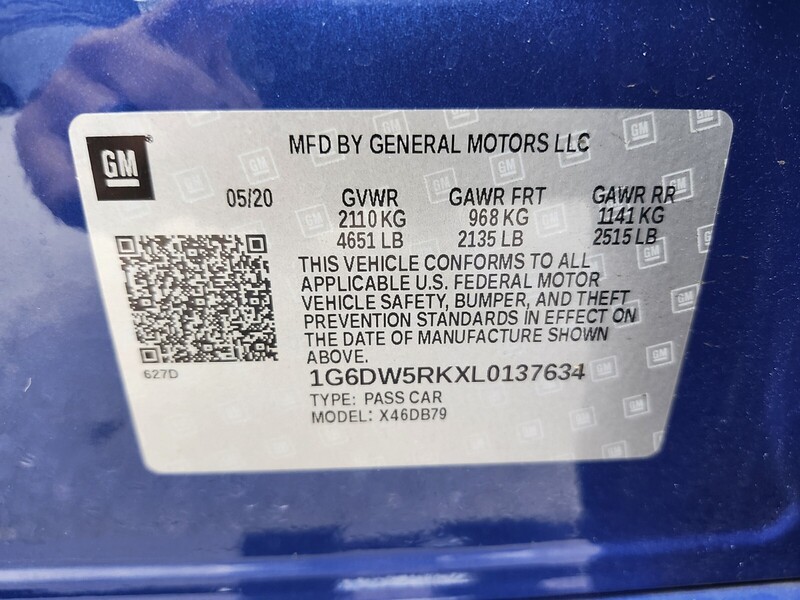 GM
MFD BY GENERAL MOTORS LLC
05/20 GVWR GAWR FRT GAWR RR
2110 KG 968 KG 1141 KG
4651 LB 2135 LB 2515 LB
THIS VEHICLE CONFORMS TO ALL
APPLICABLE U.S. FEDERAL MOTOR
VEHICLE SAFETY, BUMPER, AND THEFT
PREVENTION STANDARDS IN EFFECT ON
THE DATE OF MANUFACTURE SHOWN
ABOVE.
627D
1G6DW5RKXL0137634
TYPE: PASS CAR
MODEL: X46DB79